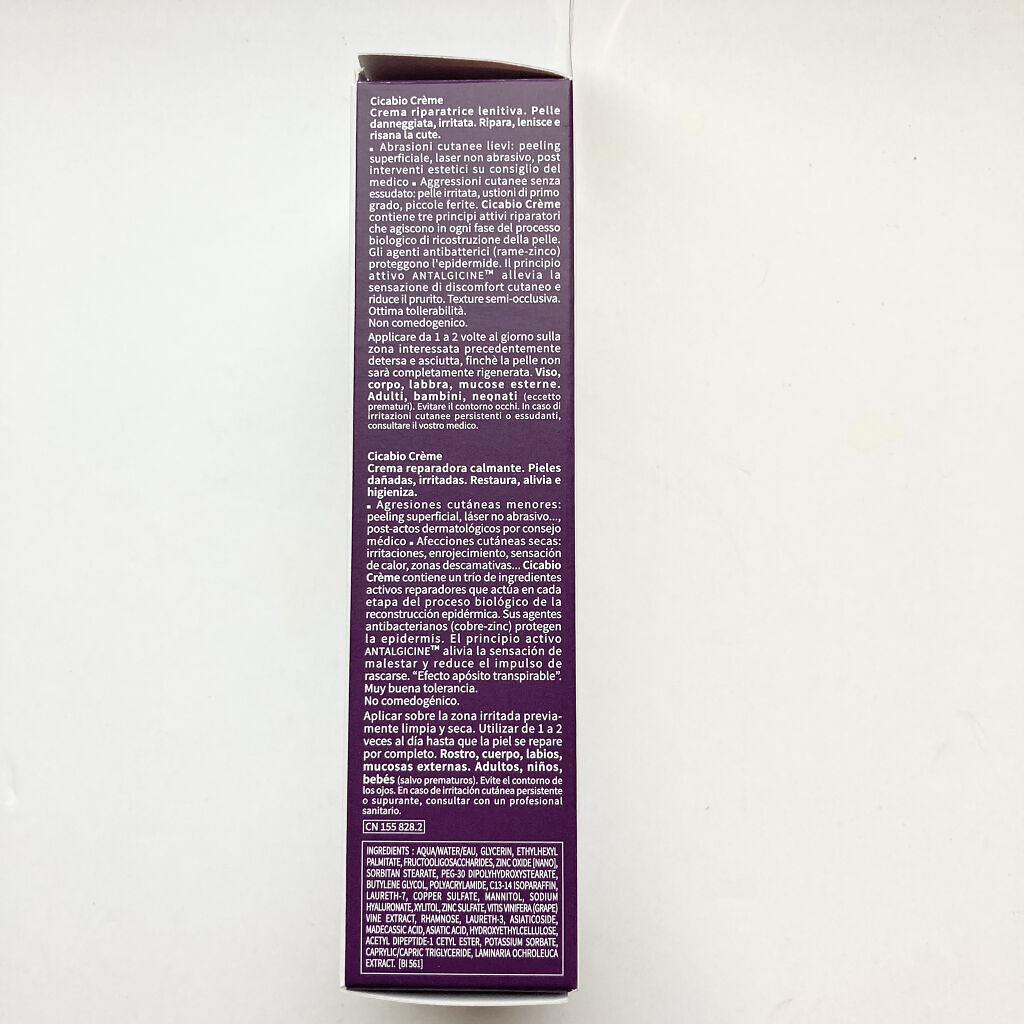 Cicabio Crème
Crema riparatrice lenitiva. Pelle
danneggiata, irritata. Ripara, lenisce e
risana la cute.
▪ Abrasioni cutanee lievi: peeling
superficiale, laser non abrasivo, post
interventi estetici su consiglio del
medico ▪ Aggressioni cutanee senza
essudato: pelle irritata, ustioni di primo
grado, piccole ferite. Cicabio Crème
contiene tre principi attivi riparatori
che agiscono in ogni fase del processo
biologico di ricostruzione della pelle.
Gli agenti antibatterici (rame-zinco)
proteggono l'epidermide. Il principio
attivo ANTALGICINE™ allevia la
sensazione di discomfort cutaneo e
riduce il prurito. Texture semi-occlusiva.
Ottima tollerabilità.
Non comedogenico.
Applicare da 1 a 2 volte al giorno sulla
zona interessata precedentemente
detersa e asciutta, finchè la pelle non
sarà completamente rigenerata. Viso,
corpo, labbra, mucose esterne.
Adulti, bambini, neonati (eccetto
prematuri). Evitare il contorno occhi. In caso di
irritazioni cutanee persistenti o essudanti,
consultare il vostro medico.
Cicabio Crème
Crema reparadora calmante. Pieles
dañadas, irritadas. Restaura, alivia e
higieniza.
▪ Agresiones cutáneas menores:
peeling superficial, láser no abrasivo...,
post-actos dermatológicos por consejo
médico ▪ Afecciones cutáneas secas:
irritaciones, enrojecimiento, sensación
de calor, zonas descamativas... Cicabio
Crème contiene un trío de ingredientes
activos reparadores que actúa en cada
etapa del proceso biológico de la
reconstrucción epidérmica. Sus agentes
antibacterianos (cobre-zinc) protegen
la epidermis. El principio activo
ANTALGICINE™ alivia la sensación de
malestar y reduce el impulso de
rascarse. “Efecto apósito transpirable”.
Muy buena tolerancia.
No comedogénico.
Aplicar sobre la zona irritada previa-
mente limpia y seca. Utilizar de 1 a 2
veces al día hasta que la piel se repare
por completo. Rostro, cuerpo, labios,
mucosas externas. Adultos, niños,
bebés (salvo prematuros). Evite el contorno de
los ojos. En caso de irritación cutánea persistente
o supurante, consultar con un profesional
sanitario.
CN 155 828.2
INGREDIENTS : AQUA/WATER/EAU, GLYCERIN, ETHYLHEXYL
PALMITATE, FRUCTOOLIGOSACCHARIDES, ZINC OXIDE [NANO],
SORBITAN STEARATE, PEG-30 DIPOLYHYDROXYSTEARATE,
BUTYLENE GLYCOL, POLYACRYLAMIDE, C13-14 ISOPARAFFIN,
LAURETH-7, COPPER SULFATE, MANNITOL, SODIUM
HYALURONATE, XYLITOL, ZINC SULFATE, VITIS VINIFERA (GRAPE)
VINE EXTRACT, RHAMNOSE, LAURETH-3, ASIATICOSIDE,
MADECASSIC ACID, ASIATIC ACID, HYDROXYETHYLCELLULOSE,
ACETYL DIPEPTIDE-1 CETYL ESTER, POTASSIUM SORBATE,
CAPRYLIC/CAPRIC TRIGLYCERIDE, LAMINARIA OCHROLEUCA
EXTRACT. [BI 561]